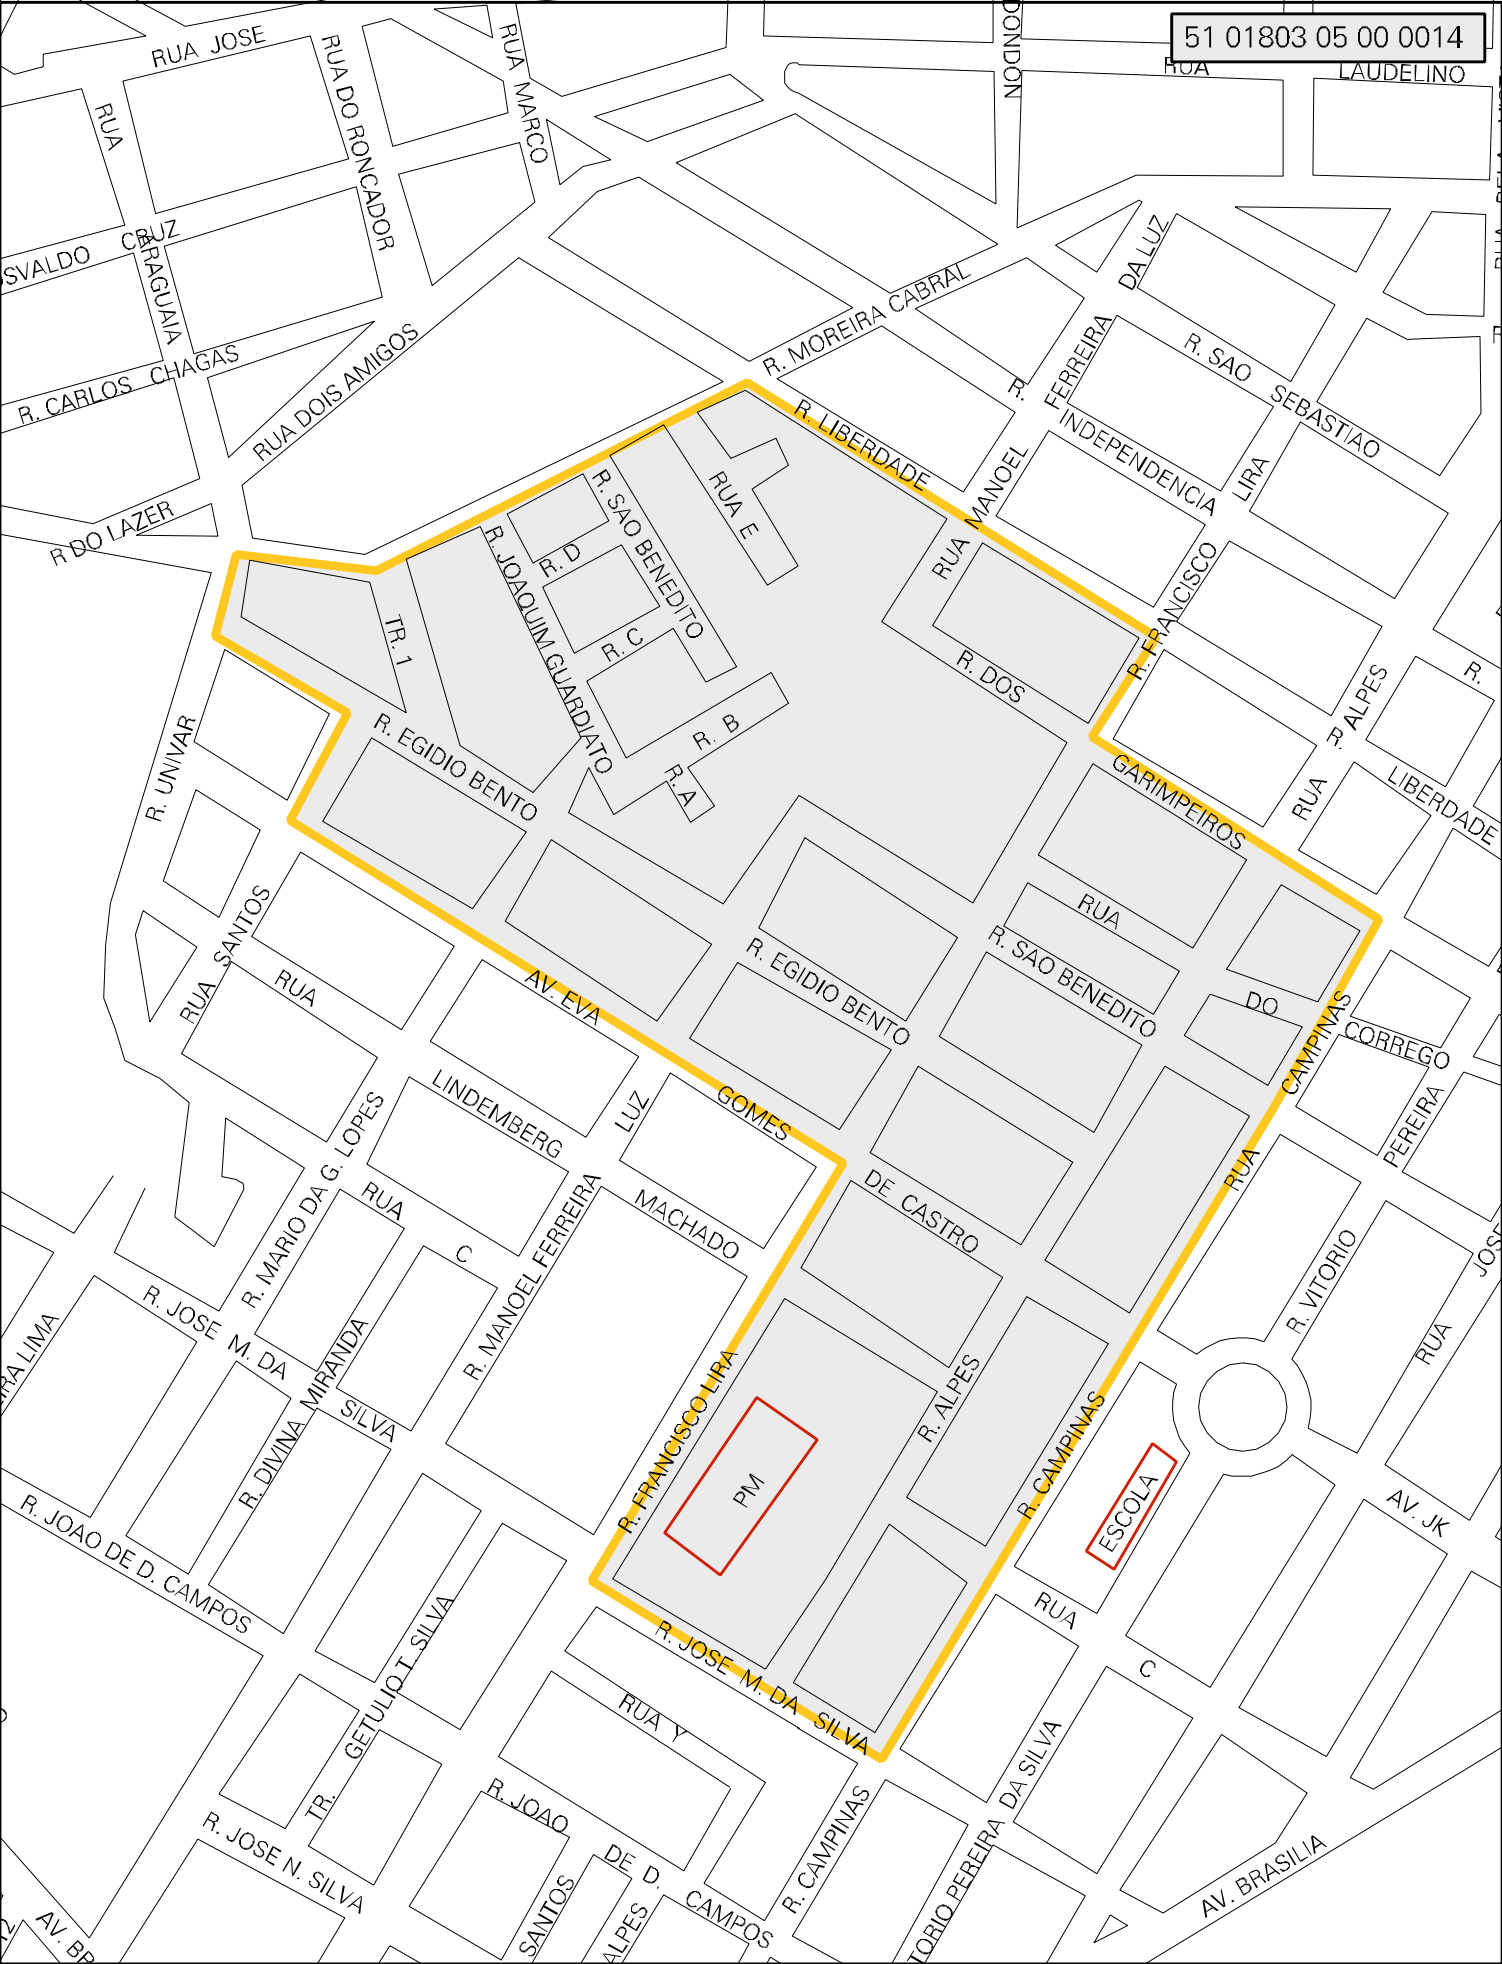 51 01803 05 00 0014
RUA JOSE
RUA DO RONCADOR
RUA MARCO
RUA
LAUDELINO
RUA
ARAGUAIA
CRUZ
R. CARLOS CHAGAS
RUA DOIS AMIGOS
R. MOREIRA CABRAL
DA LUZ
FERREIRA
MANOEL
RUA
R. SAO SEBASTIAO
R.
INDEPENDENCIA
LIRA
R. FRANCISCO
R. LIBERDADE
R DO LAZER
R. SAO BENEDITO
RUA E
R. D
R. JOAQUIM GUARDIATO
R. C
R. B
R. A
TR. 1
R. DOS
GARIMPEIROS
R. UNIVAR
R. EGIDIO BENTO
R. ALPES
RUA
R.
LIBERDADE
RUA
DO
CORREGO
R. SAO BENEDITO
R. EGIDIO BENTO
DE CASTRO
RUA SANTOS
RUA
LINDEMBERG
AV. EVA
GOMES
LUZ
MACHADO
R. MANOEL FERREIRA
R. MARIO DA G. LOPES
RUA
C
RUA CAMPINAS
PEREIRA
R. VITORIO
RUA
R. JOSE M. DA
SILVA
R. DIVINA MIRANDA
R. FRANCISCO LIRA
R. ALPES
R. CAMPINAS
PM
ESCOLA
AV. JK
RUA
C
R. JOAO DE D. CAMPOS
TR. GETULIO T. SILVA
R. JOSE M. DA SILVA
RUA Y
R. JOAO
DE D.
CAMPOS
R. JOSE N. SILVA
SANTOS
ALPES
R. CAMPINAS
TORIO PEREIRA DA SILVA
AV. BRASILIA
AV. BR